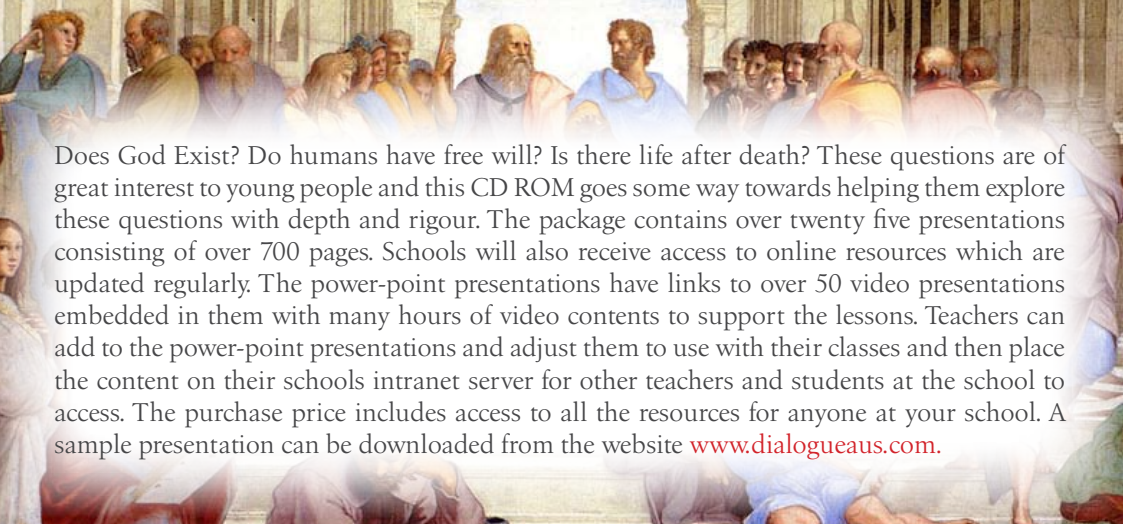 Does God Exist? Do humans have free will? Is there life after death? These questions are of
great interest to young people and this CD ROM goes some way towards helping them explore
these questions with depth and rigour. The package contains over twenty five presentations
consisting of over 700 pages. Schools will also receive access to online resources which are
updated regularly. The power-point presentations have links to over 50 video presentations
embedded in them with many hours of video contents to support the lessons. Teachers can
add to the power-point presentations and adjust them to use with their classes and then place
the content on their schools intranet server for other teachers and students at the school to
access. The purchase price includes access to all the resources for anyone at your school. A
sample presentation can be downloaded from the website www.dialogueaus.com.